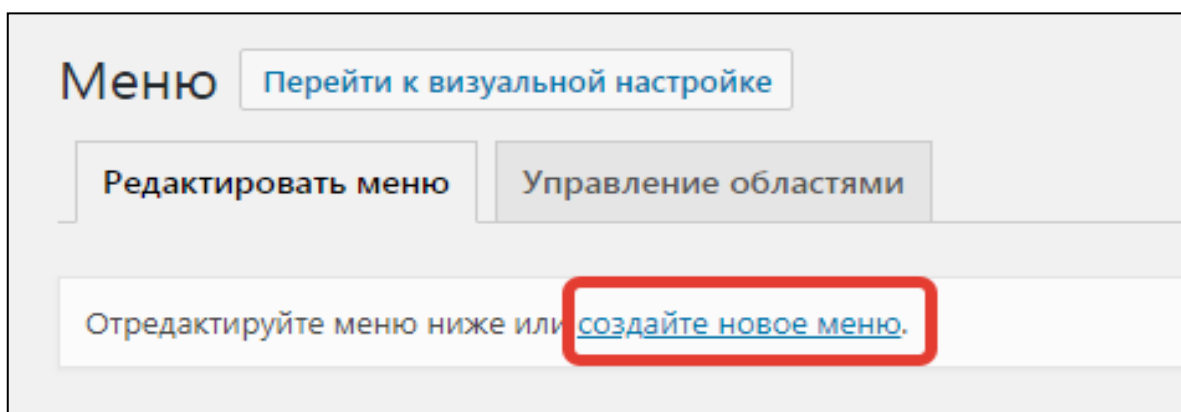 Меню Перейти к визуальной настройке
Редактировать меню Управление областями
Отредактируйте меню ниже или создайте новое меню.